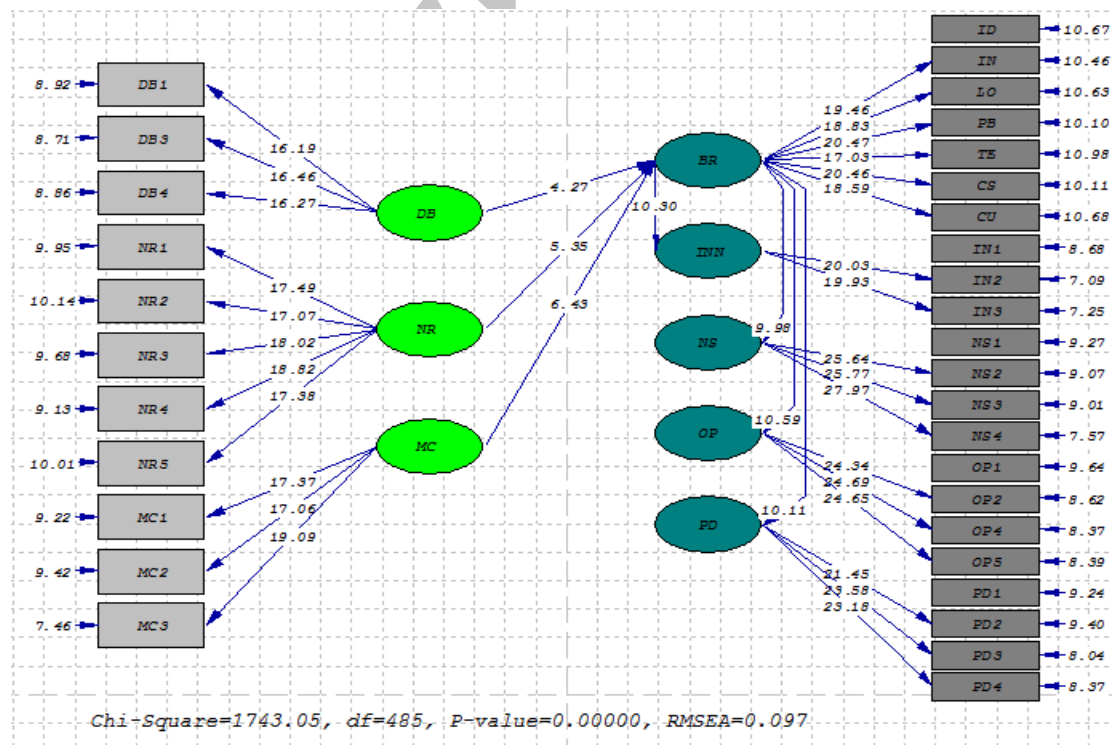 8.92 DB1
8.71 DB3
8.86 DB4
9.95 NR1
10.14 NR2
9.68 NR3
9.13 NR4
10.01 NR5
9.22 MC1
9.42 MC2
7.46 MC3
16.19
16.46
16.27
17.49
17.07
18.02
18.82
17.38
17.37
17.06
19.09
DB
NR
MC
4.27
5.35
6.43
BR
INN
NS
OP
PD
10.30
9.98
10.59
10.11
19.46
18.83
20.47
17.03
20.46
18.59
20.03
19.93
25.64
25.77
27.97
24.34
24.69
24.65
21.45
23.58
23.18
ID 10.67
IN 10.46
LO 10.63
PB 10.10
TE 10.98
CS 10.11
CU 10.68
IN1 8.68
IN2 7.09
IN3 7.25
NS1 9.27
NS2 9.07
NS3 9.01
NS4 7.57
OP1 9.64
OP2 8.62
OP4 8.37
OP5 8.39
PD1 9.24
PD2 9.40
PD3 8.04
PD4 8.37
Chi-Square=1743.05, df=485, P-value=0.00000, RMSEA=0.097